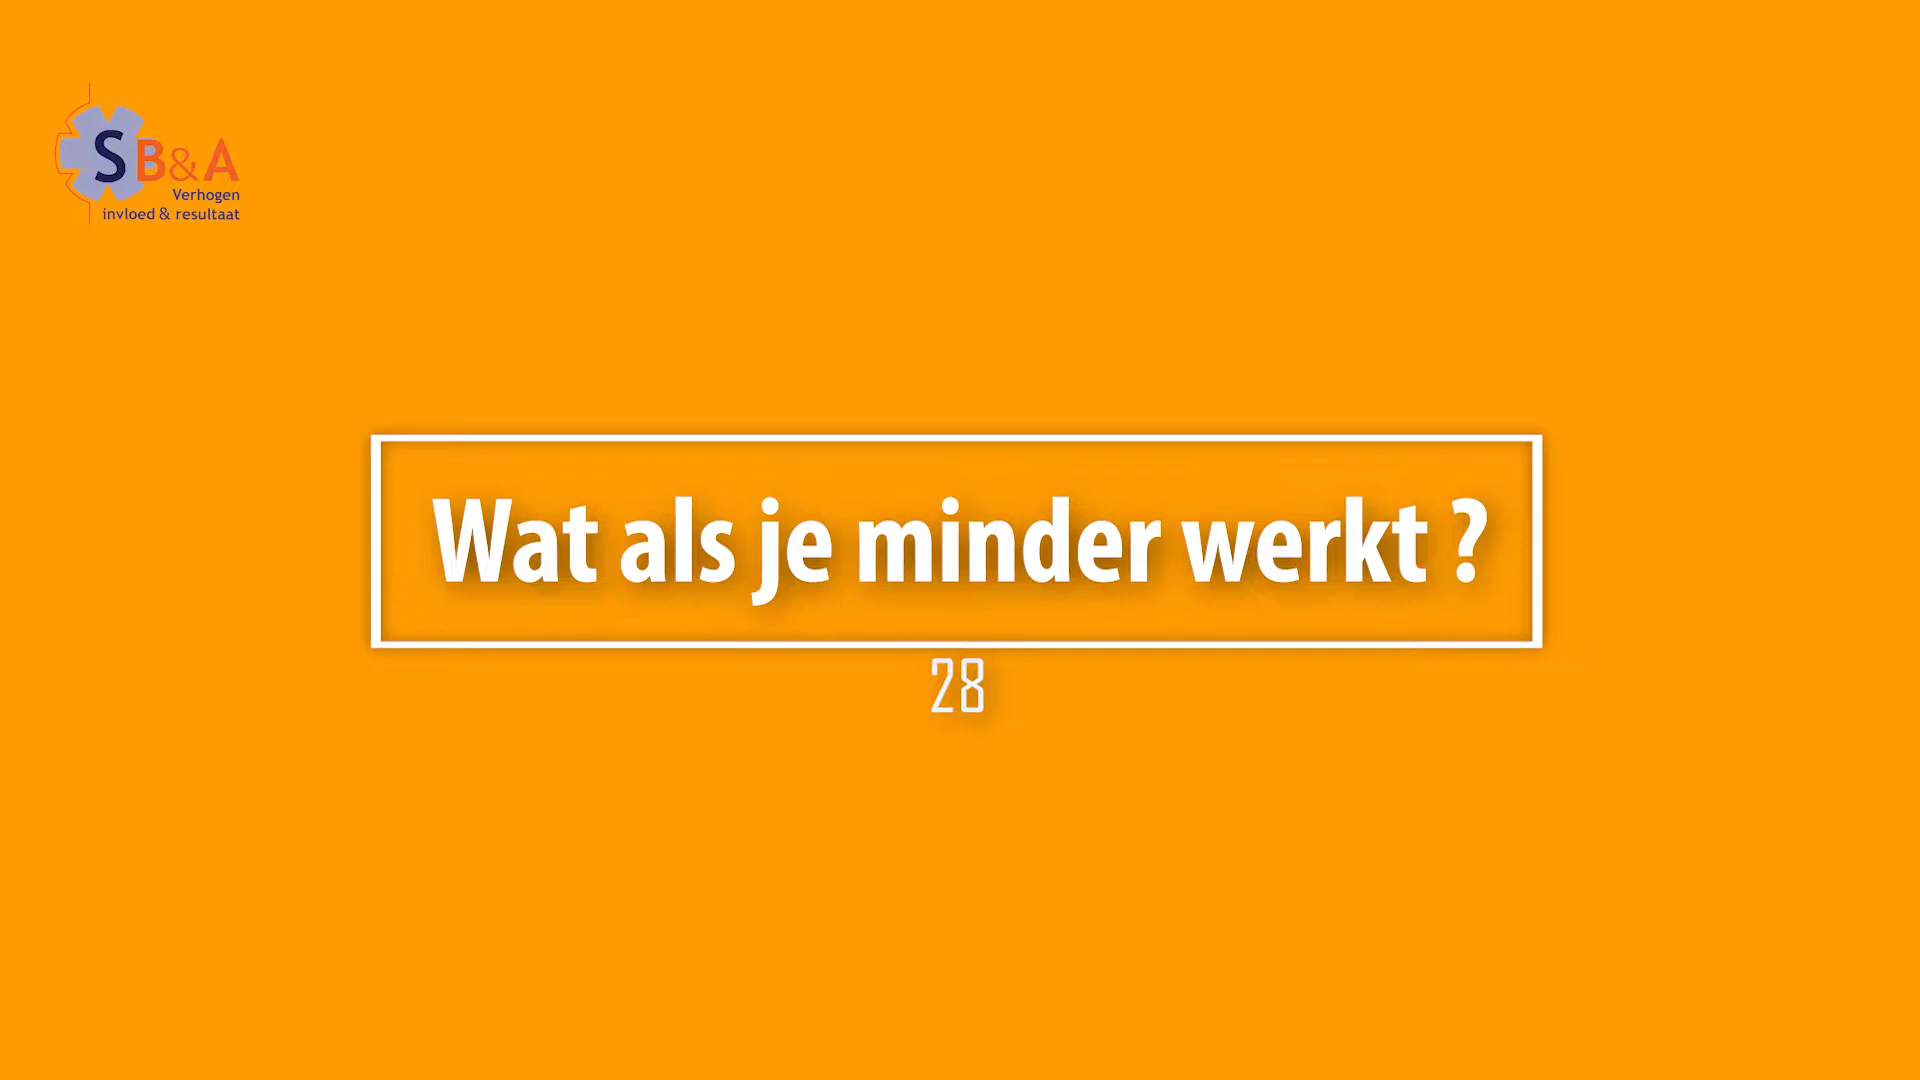 SB&A
Verhogen
invloed & resultaat
Wat als je minder werkt ?
28